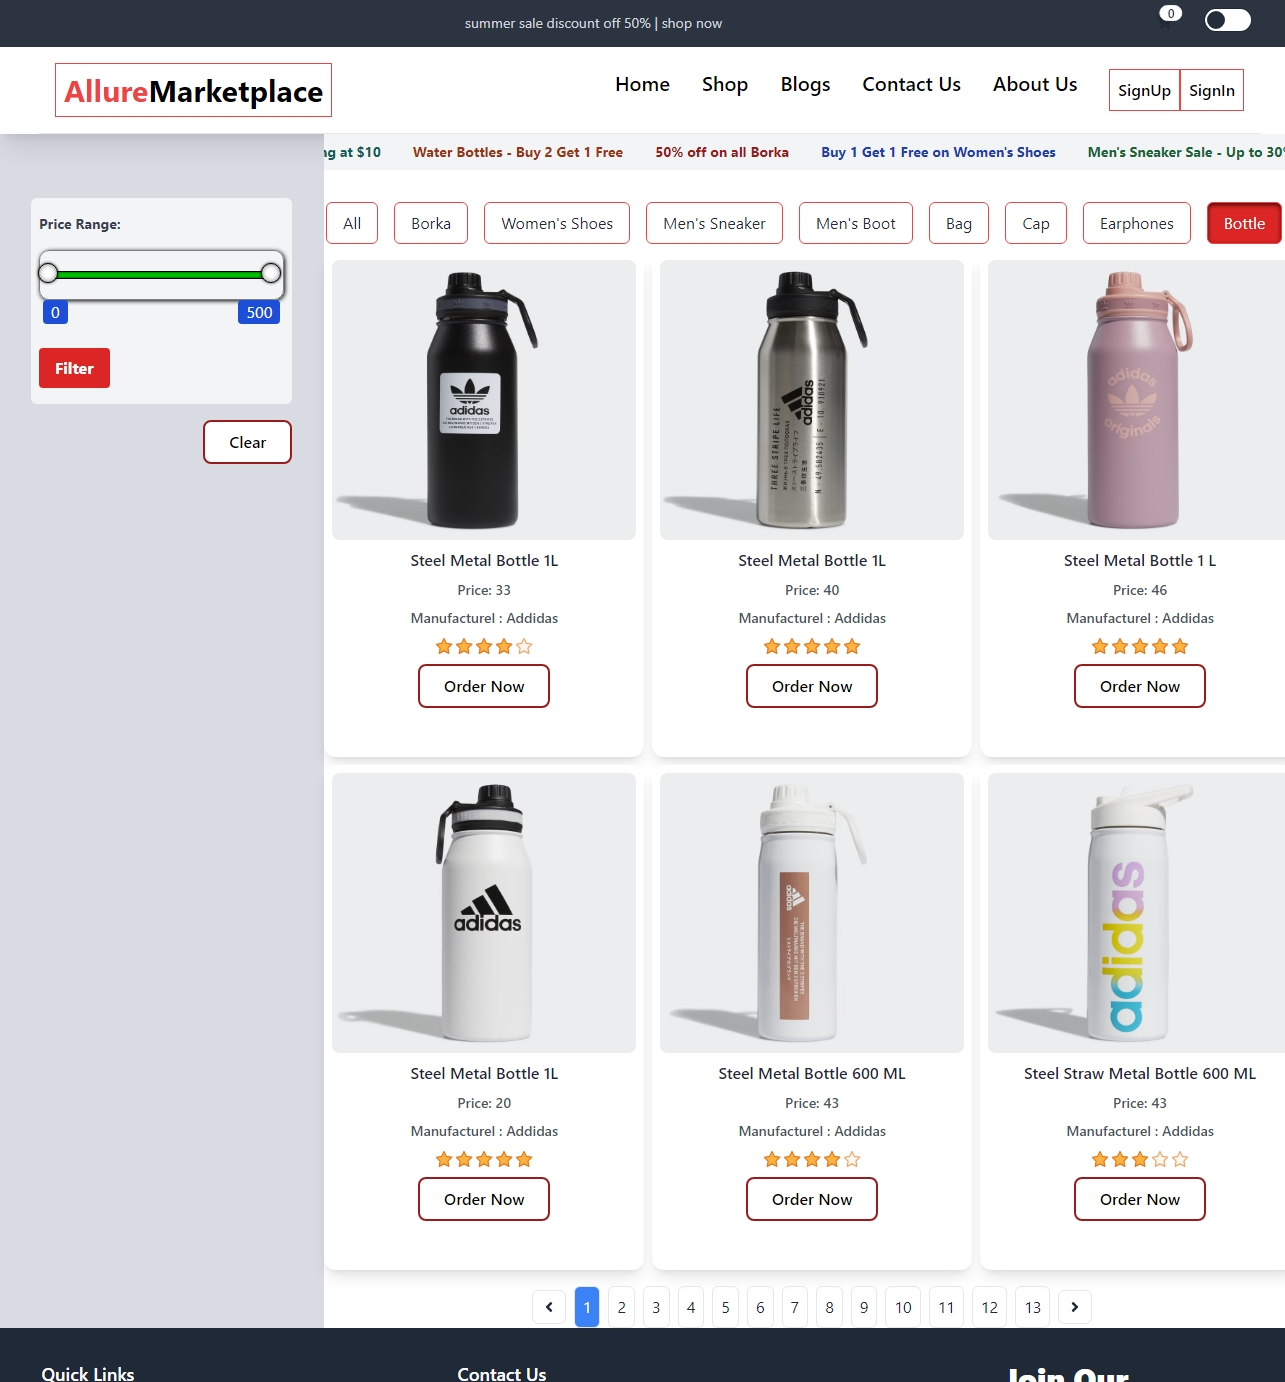 summer sale discount off 50% | shop now
0
AllureMarketplace
Home Shop Blogs Contact Us About Us SignUp SignIn
ng at $10 Water Bottles - Buy 2 Get 1 Free 50% off on all Borka Buy 1 Get 1 Free on Women's Shoes Men's Sneaker Sale - Up to 30%
Price Range:
0 500
Filter
Clear
All Borka Women's Shoes Men's Sneaker Men's Boot Bag Cap Earphones Bottle
adidas
THREE STRIPE LIFE
adidas
N - 49.582435 | E - 10.910921
adidas
originals
Steel Metal Bottle 1L Steel Metal Bottle 1L Steel Metal Bottle 1 L
Price: 33 Price: 40 Price: 46
Manufacturel : Addidas Manufacturel : Addidas Manufacturel : Addidas
Order Now Order Now Order Now
adidas
adidas
adidas
Steel Metal Bottle 1L Steel Metal Bottle 600 ML Steel Straw Metal Bottle 600 ML
Price: 20 Price: 43 Price: 43
Manufacturel : Addidas Manufacturel : Addidas Manufacturel : Addidas
Order Now Order Now Order Now
1 2 3 4 5 6 7 8 9 10 11 12 13
Quick Links Contact Us Join Our